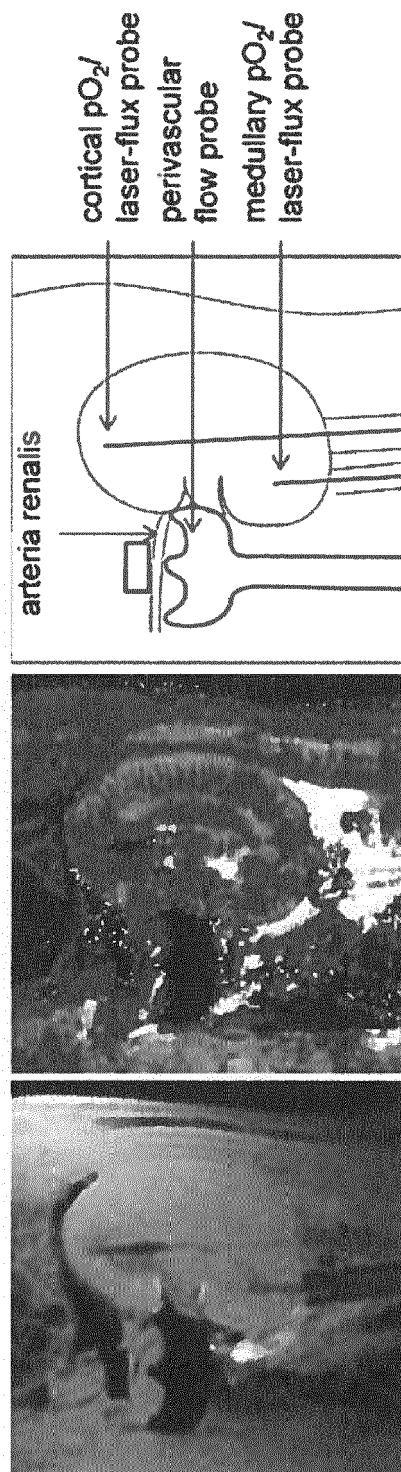 arteria renalis
cortical pO₂/
laser-flux probe
perivascular
flow probe
medullary pO₂/
laser-flux probe